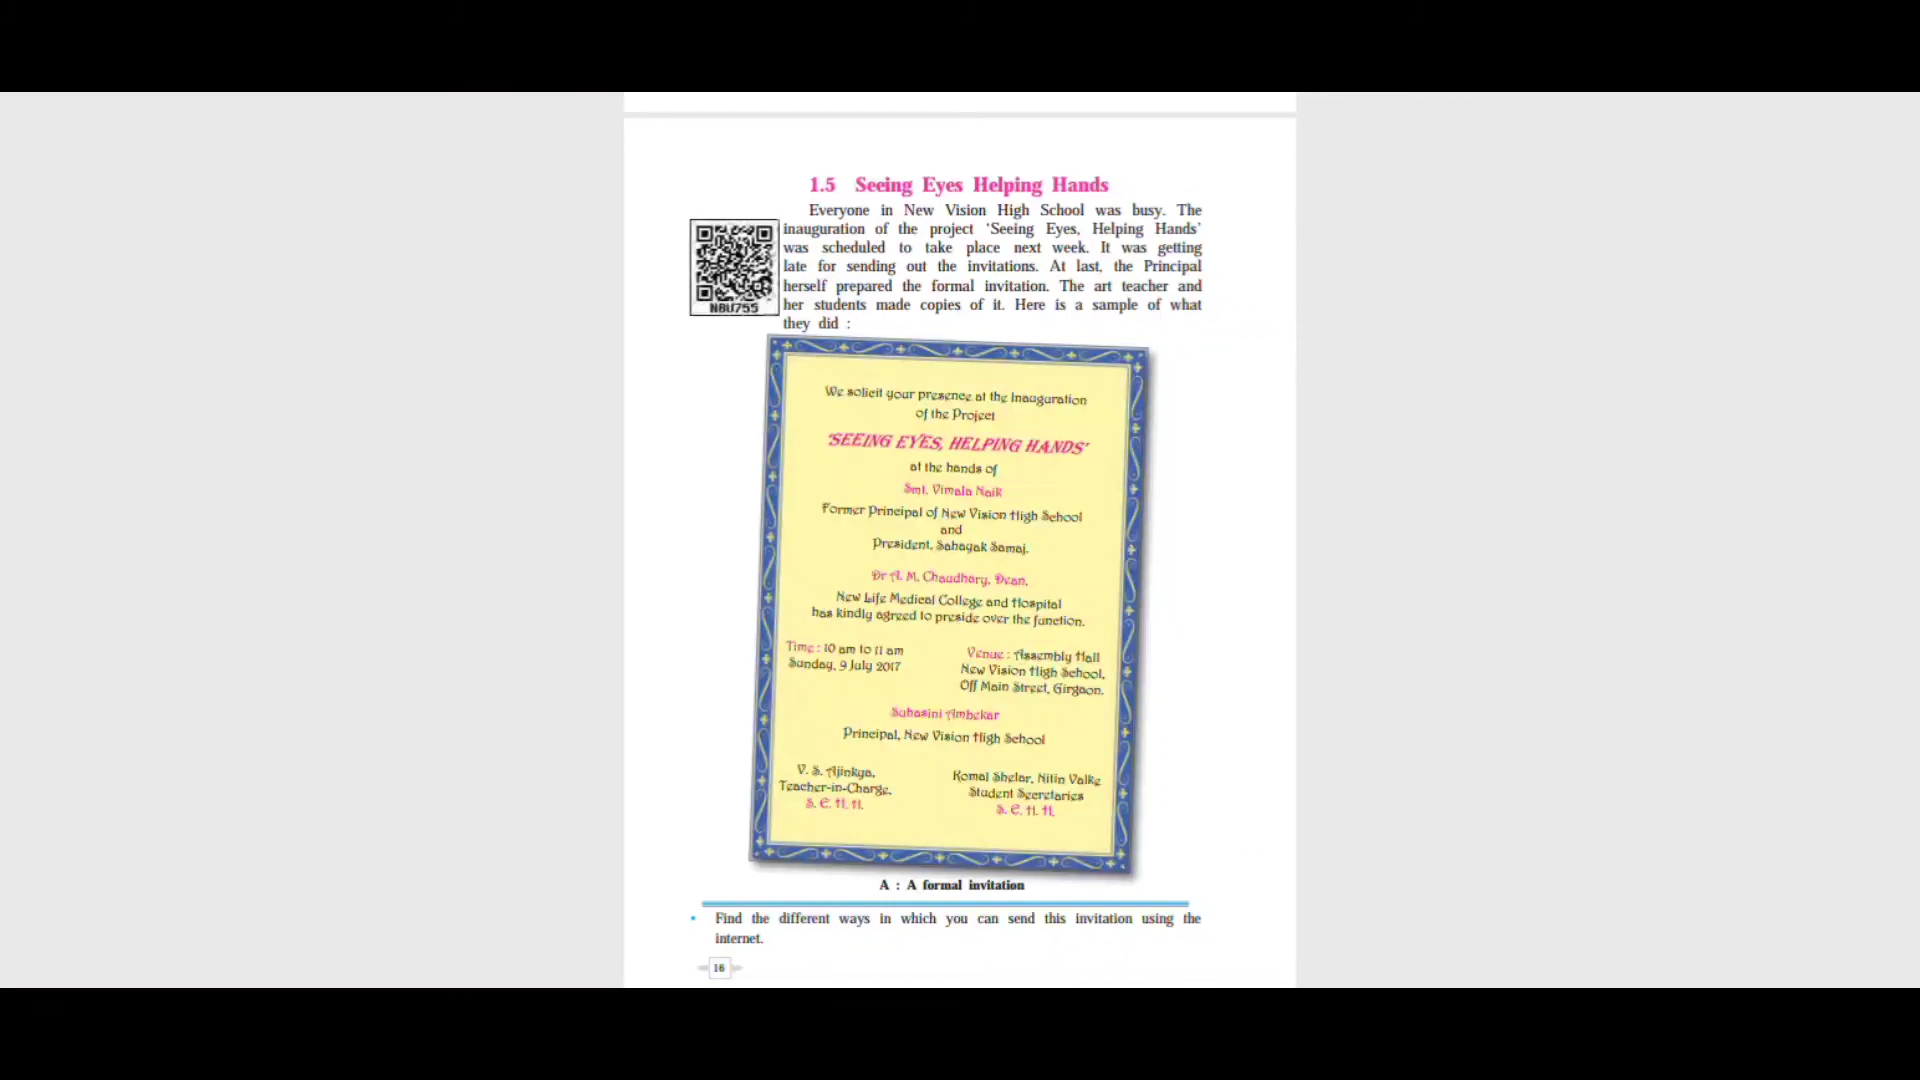 1.5 Seeing Eyes Helping Hands
Everyone in New Vision High School was busy. The
inauguration of the project ‘Seeing Eyes, Helping Hands’
was scheduled to take place next week. It was getting
late for sending out the invitations. At last, the Principal
herself prepared the formal invitation. The art teacher and
her students made copies of it. Here is a sample of what
they did :
N8U755
We solicit your presence at the Inauguration
of the Project
‘SEEING EYES, HELPING HANDS’
at the hands of
Smt. Vimala Naik
Former Principal of New Vision High School
and
President, Sahayak Samaj.
Dr A. M. Chaudhary, Dean,
New Life Medical College and Hospital
has kindly agreed to preside over the function.
Time : 10 am to 11 am
Sunday, 9 July 2017
Venue : Assembly Hall
New Vision High School,
Off Main Street, Girgaon.
Suhasini Ambekar
Principal, New Vision High School
V. S. Ajinkya,
Teacher-in-Charge,
S. E. H. H.
Komal Shelar, Nitin Valke
Student Secretaries
S. E. H. H.
A : A formal invitation
• Find the different ways in which you can send this invitation using the
internet.
16